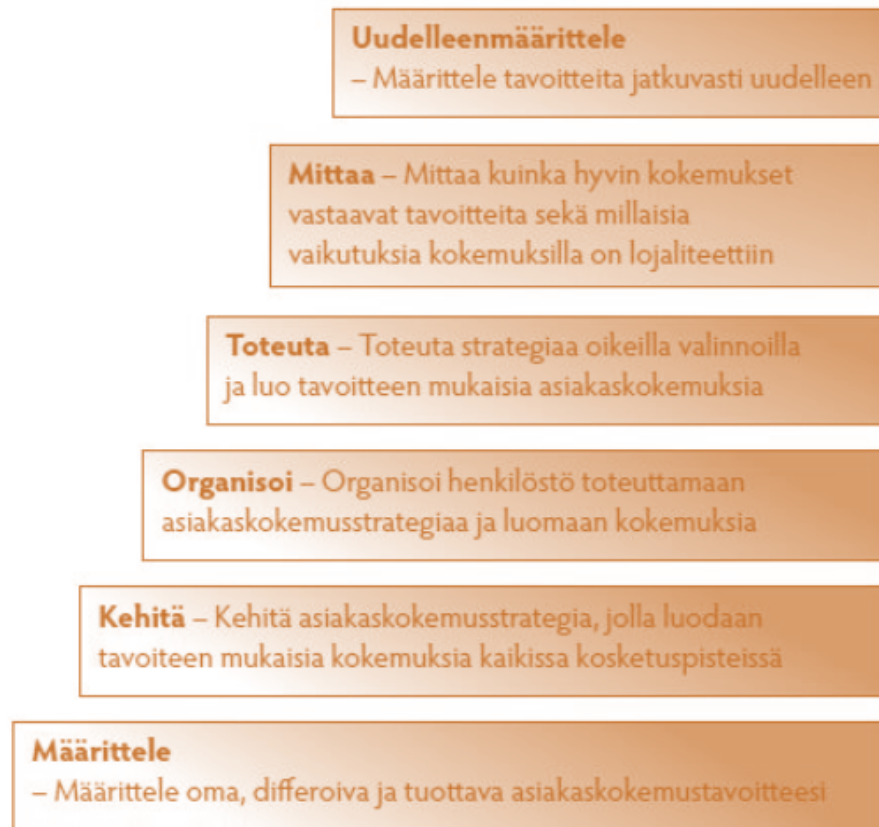 Uudelleenmäärittele
– Määrittele tavoitteita jatkuvasti uudelleen
Mittaa – Mittaa kuinka hyvin kokemukset
vastaavat tavoitteita sekä millaisia
vaikutuksia kokemuksilla on lojaliteettiin
Toteuta – Toteuta strategiaa oikeilla valinnoilla
ja luo tavoitteen mukaisia asiakaskokemuksia
Organisoi – Organisoi henkilöstö toteuttamaan
asiakaskokemusstrategiaa ja luomaan kokemuksia
Kehitä – Kehitä asiakaskokemusstrategia, jolla luodaan
tavoiteen mukaisia kokemuksia kaikissa kosketuspisteissä
Määrittele
– Määrittele oma, differoiva ja tuottava asiakaskokemustavoitteesi